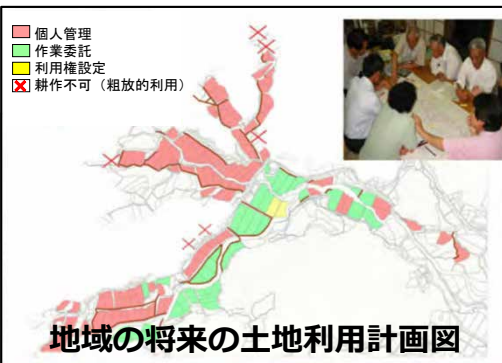 個人管理
作業委託
利用権設定
耕作不可（粗放的利用）
地域の将来の土地利用計画図